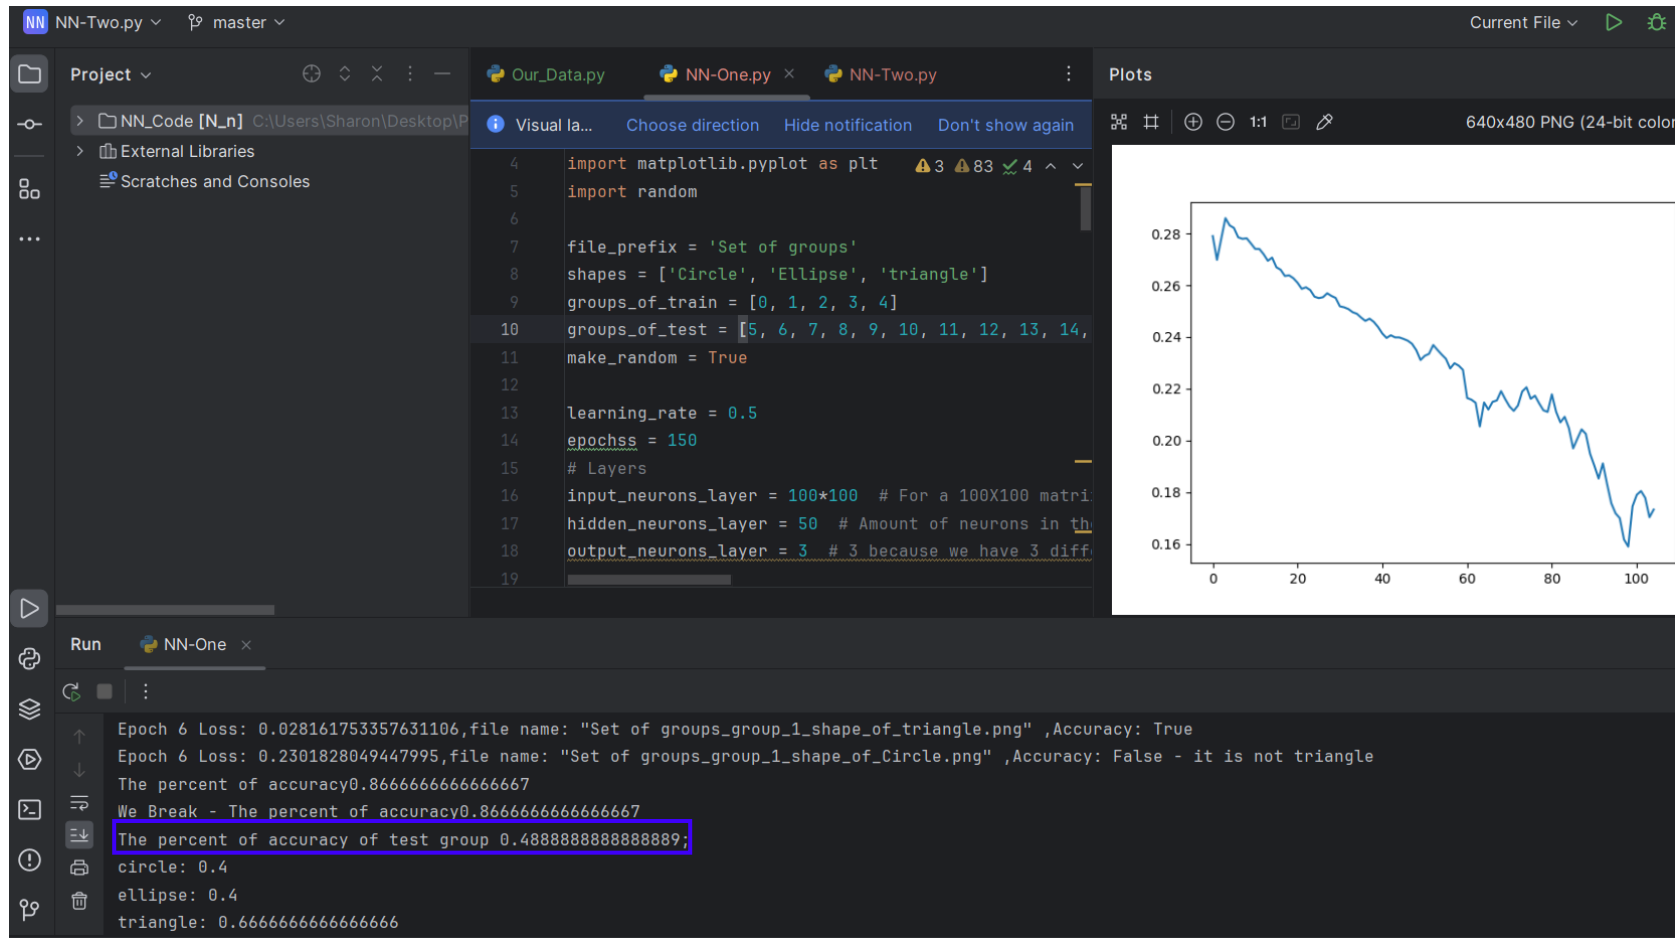 NN NN-Two.py master Current File
Project
NN_Code [N_n] C:\Users\Sharon\Desktop\P
External Libraries
Scratches and Consoles
Our_Data.py NN-One.py NN-Two.py
Visual la... Choose direction Hide notification Don't show again
3 83 4
4 import matplotlib.pyplot as plt
5 import random
6
7 file_prefix = 'Set of groups'
8 shapes = ['Circle', 'Ellipse', 'triangle']
9 groups_of_train = [0, 1, 2, 3, 4]
10 groups_of_test = [5, 6, 7, 8, 9, 10, 11, 12, 13, 14,
11 make_random = True
12
13 learning_rate = 0.5
14 epochss = 150
15 # Layers
16 input_neurons_layer = 100*100 # For a 100X100 matri
17 hidden_neurons_layer = 50 # Amount of neurons in the
18 output_neurons_layer = 3 # 3 because we have 3 diff
19
Plots
1:1 640x480 PNG (24-bit color
0.28
0.26
0.24
0.22
0.20
0.18
0.16
0 20 40 60 80 100
Run NN-One
Epoch 6 Loss: 0.028161753357631106,file name: "Set of groups_group_1_shape_of_triangle.png" ,Accuracy: True
Epoch 6 Loss: 0.2301828049447995,file name: "Set of groups_group_1_shape_of_Circle.png" ,Accuracy: False - it is not triangle
The percent of accuracy0.8666666666666667
We Break - The percent of accuracy0.8666666666666667
The percent of accuracy of test group 0.4888888888888889;
circle: 0.4
ellipse: 0.4
triangle: 0.6666666666666666